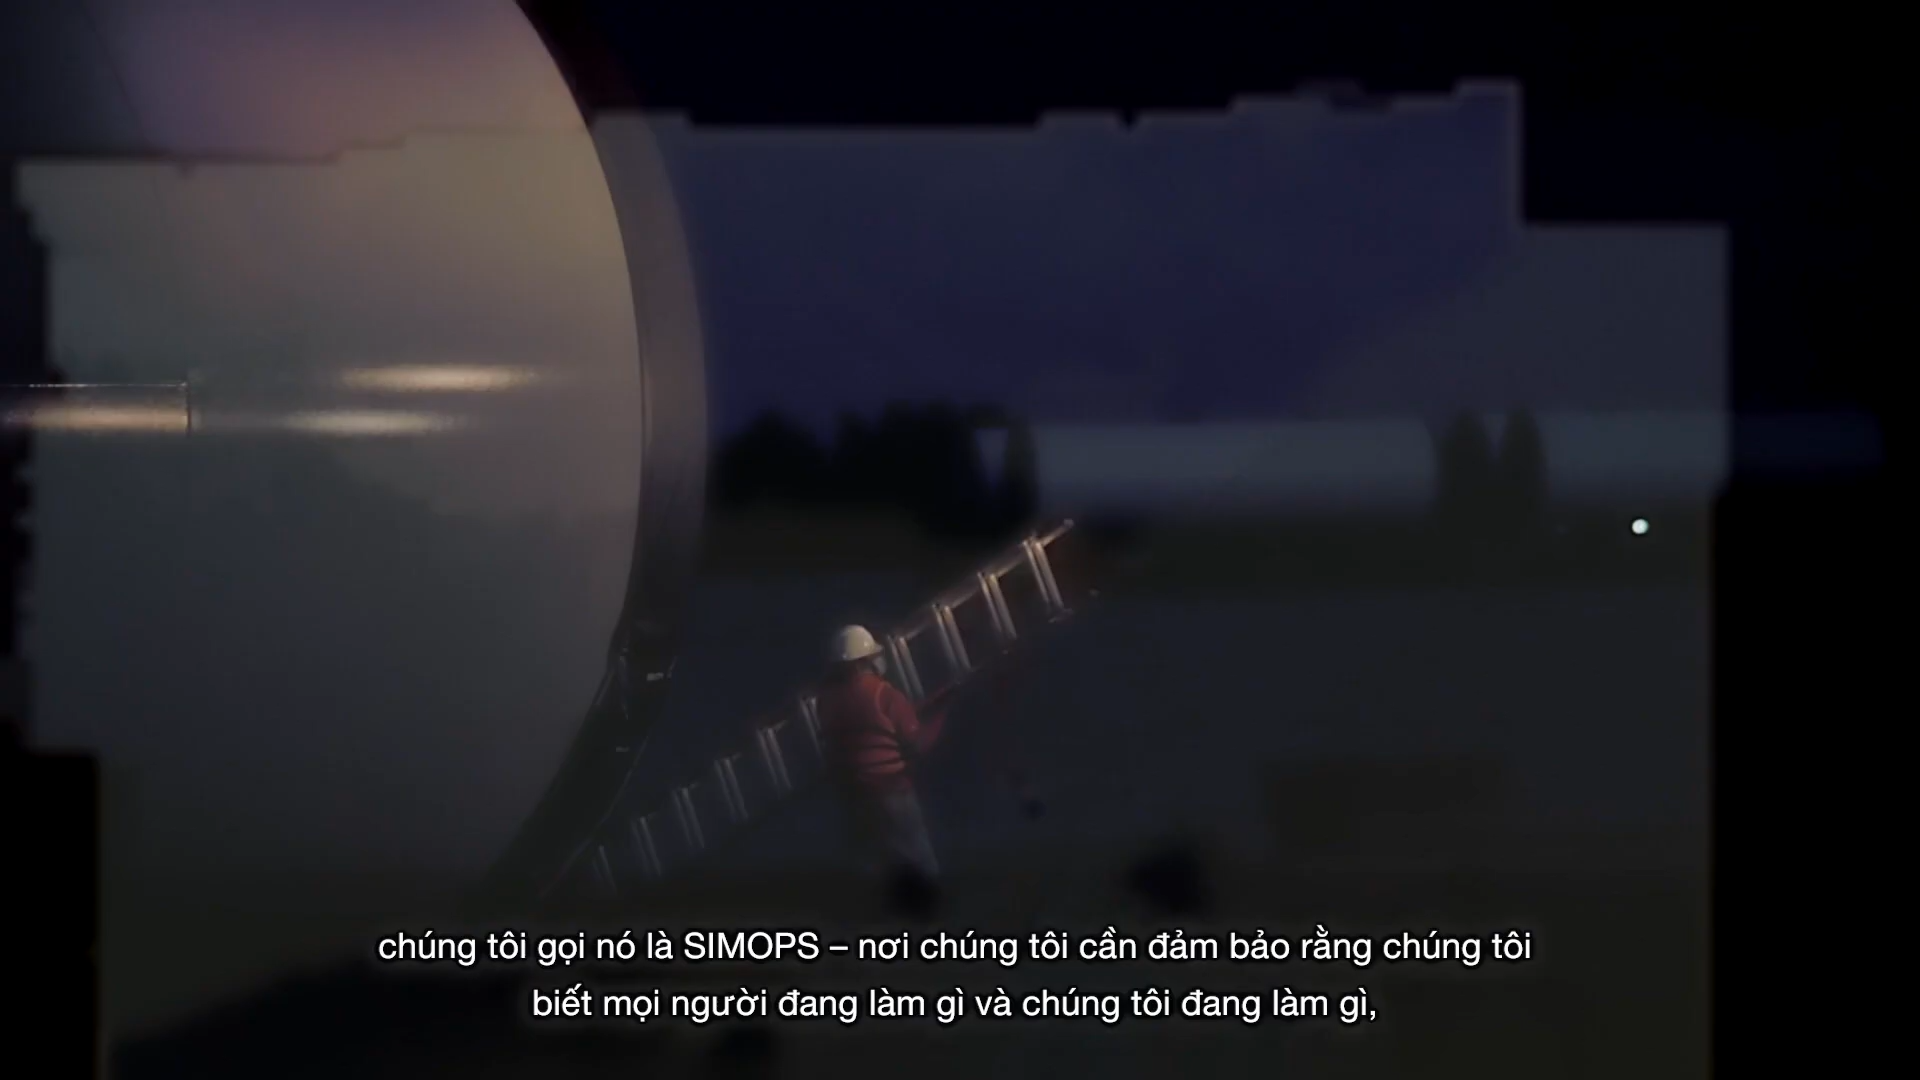 chúng tôi gọi nó là SIMOPS – nơi chúng tôi cần đảm bảo rằng chúng tôi
biết mọi người đang làm gì và chúng tôi đang làm gì,